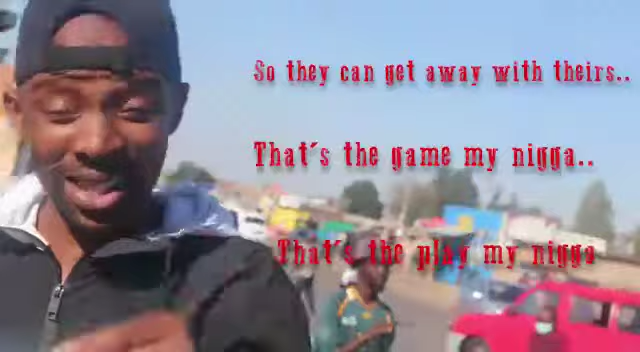 So they can get away with theirs..
That's the game my nigga..
That's the play my nigga